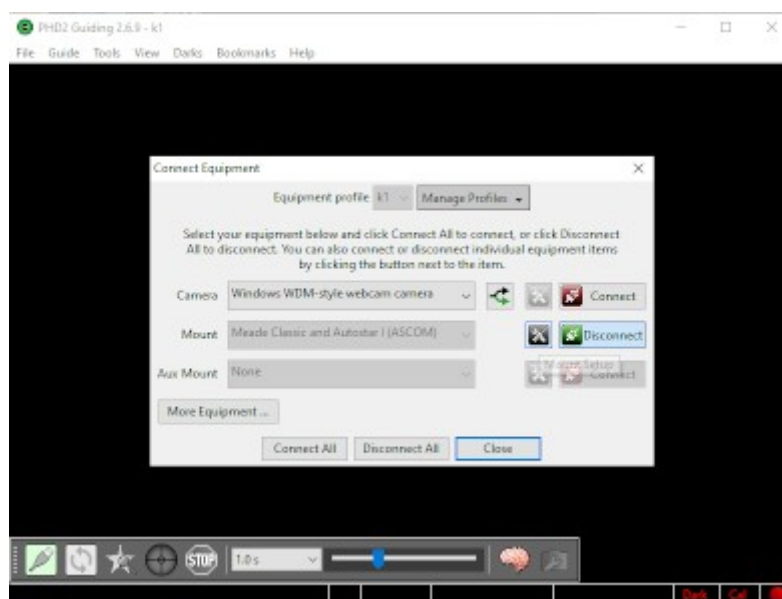 PHD2 Guiding 2.6.9 - k1
File Guide Tools View Darks Bookmarks Help
Connect Equipment
Equipment profile k1 Manage Profiles
Select your equipment below and click Connect All to connect, or click Disconnect
All to disconnect. You can also connect or disconnect individual equipment items
by clicking the button next to the item.
Camera Windows WDM-style webcam camera Connect
Mount Meade Classic and Autostar I (ASCOM) Disconnect
Mount Setup
Aux Mount None Connect
More Equipment ...
Connect All Disconnect All Close
STOP 1.0 s
Dark Cal